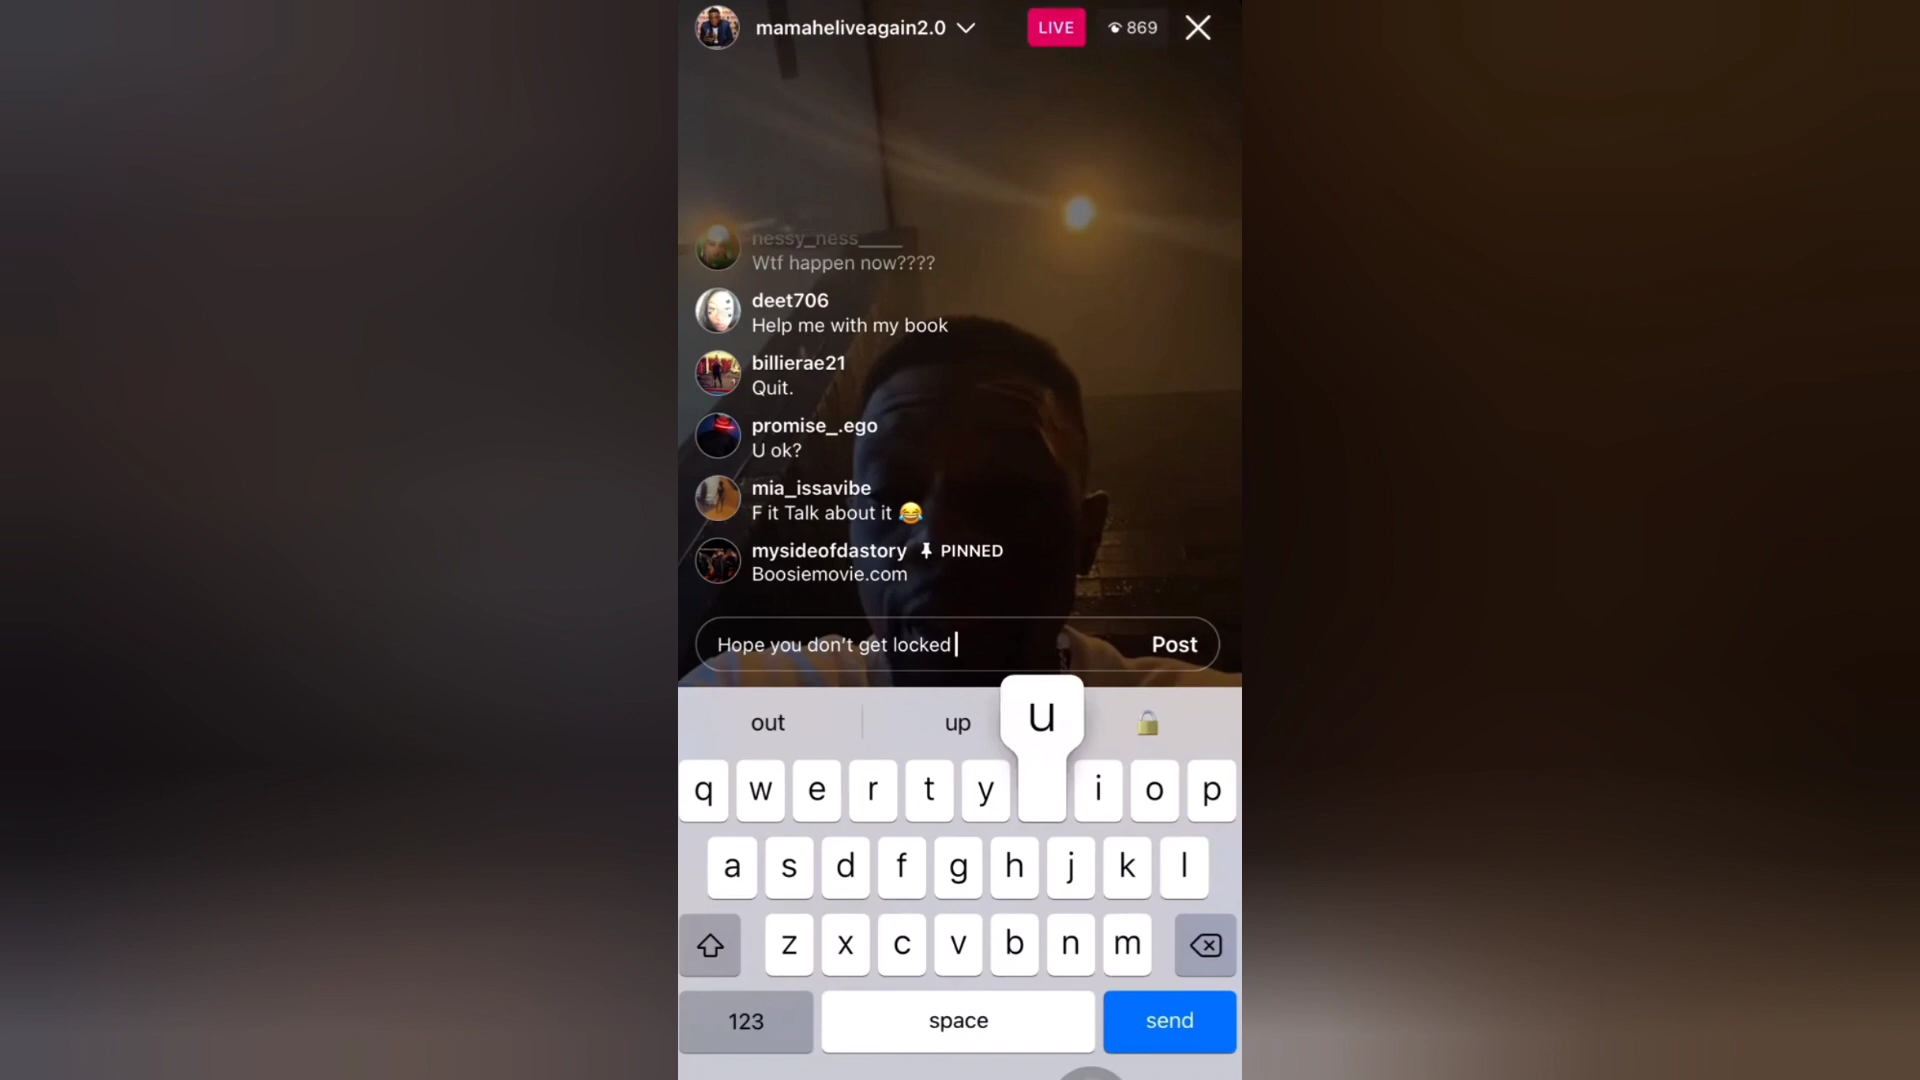 mamaheliveagain2.0
LIVE
869
nessy_ness_____
Wtf happen now????
deet706
Help me with my book
billierae21
Quit.
promise_.ego
U ok?
mia_issavibe
F it Talk about it 😂
mysideofdastory PINNED
Boosiemovie.com
Hope you don't get locked
Post
out up 🔒
u
q w e r t y i o p
a s d f g h j k l
z x c v b n m
123 space send